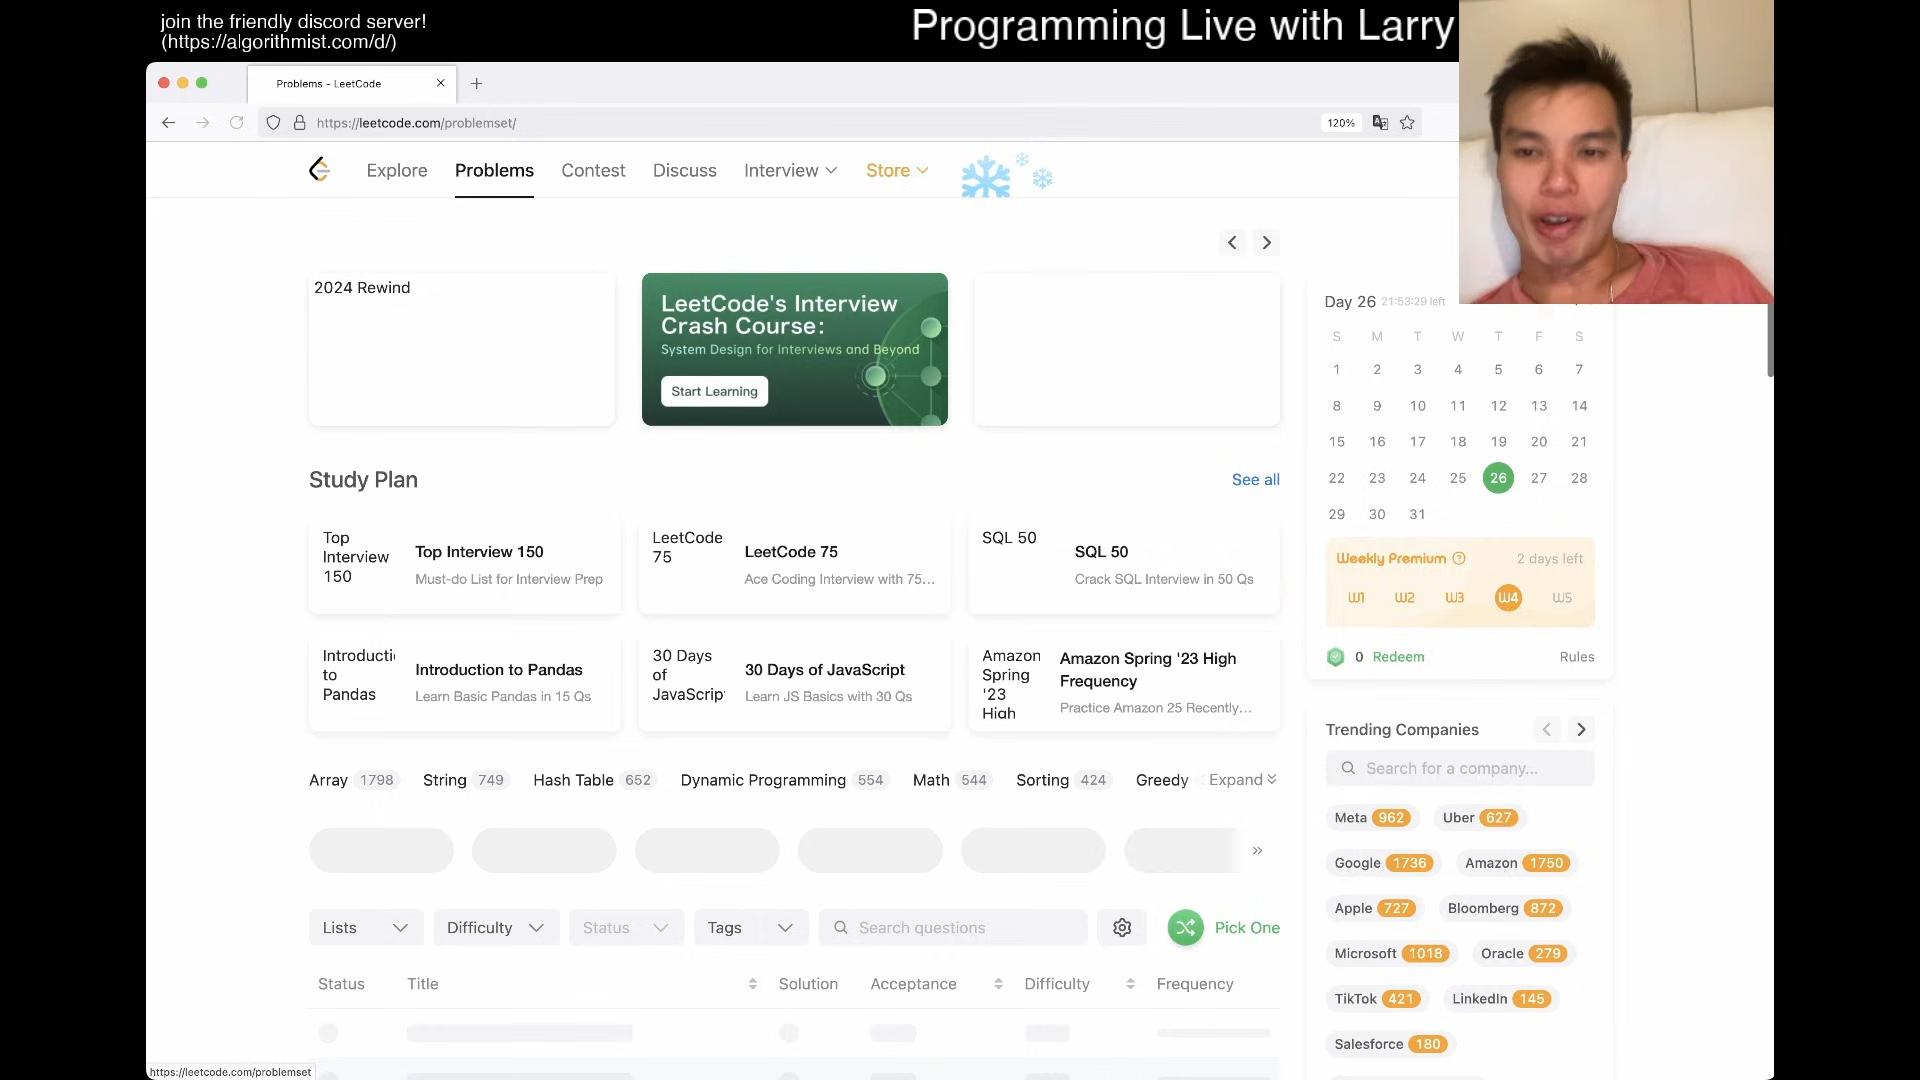 join the friendly discord server!
(https://algorithmist.com/d/)
Programming Live with Larry
Problems - LeetCode
https://leetcode.com/problemset/
120%
Explore
Problems
Contest
Discuss
Interview
Store
2024 Rewind
LeetCode's Interview
Crash Course:
System Design for Interviews and Beyond
Start Learning
Day 26 21:53:29 left
S M T W T F S
1 2 3 4 5 6 7
8 9 10 11 12 13 14
15 16 17 18 19 20 21
22 23 24 25 26 27 28
29 30 31
Weekly Premium 2 days left
W1 W2 W3 W4 W5
0 Redeem Rules
Study Plan
See all
Top
Interview
150
Top Interview 150
Must-do List for Interview Prep
LeetCode
75
LeetCode 75
Ace Coding Interview with 75...
SQL 50
SQL 50
Crack SQL Interview in 50 Qs
Introducti
to
Pandas
Introduction to Pandas
Learn Basic Pandas in 15 Qs
30 Days
of
JavaScrip
30 Days of JavaScript
Learn JS Basics with 30 Qs
Amazon
Spring
'23
High
Amazon Spring '23 High
Frequency
Practice Amazon 25 Recently...
Array 1798
String 749
Hash Table 652
Dynamic Programming 554
Math 544
Sorting 424
Greedy
Expand
Trending Companies
Search for a company...
Meta 962
Uber 627
Google 1736
Amazon 1750
Apple 727
Bloomberg 872
Microsoft 1018
Oracle 279
TikTok 421
LinkedIn 145
Salesforce 180
Lists
Difficulty
Status
Tags
Search questions
Pick One
Status
Title
Solution
Acceptance
Difficulty
Frequency
https://leetcode.com/problemset